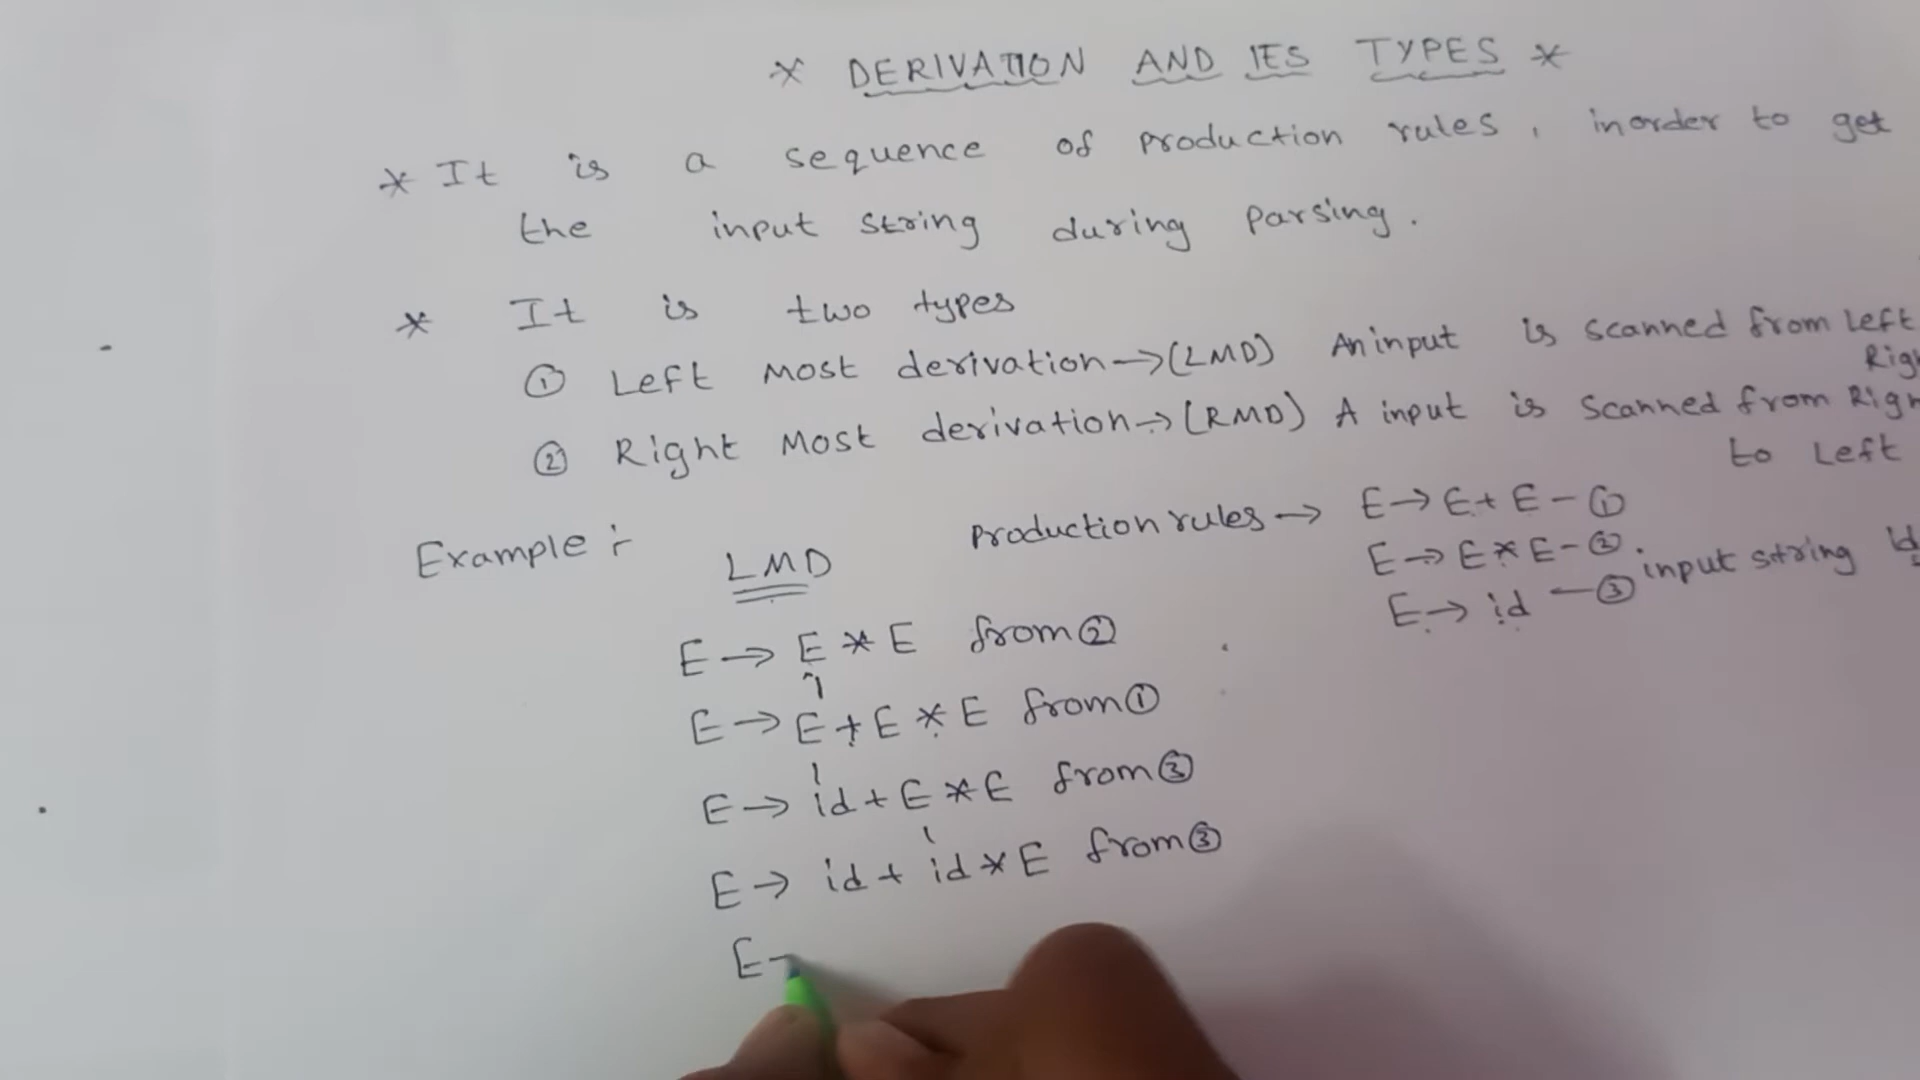 * DERIVATION AND ITS TYPES *
* It is a sequence of production rules, inorder to get
the input string during parsing.
* It is two types
① Left Most derivation → (LMD) An input is scanned from left
② Right Most derivation → (RMD) A input is scanned from
to Left
Example :-
LMD
Production rules → E → E + E - ①
E → E * E - ②
E → id - ③
input string
E → E * E from ②
E → E + E * E from ①
E → id + E * E from ③
E → id + id * E from ③
E -